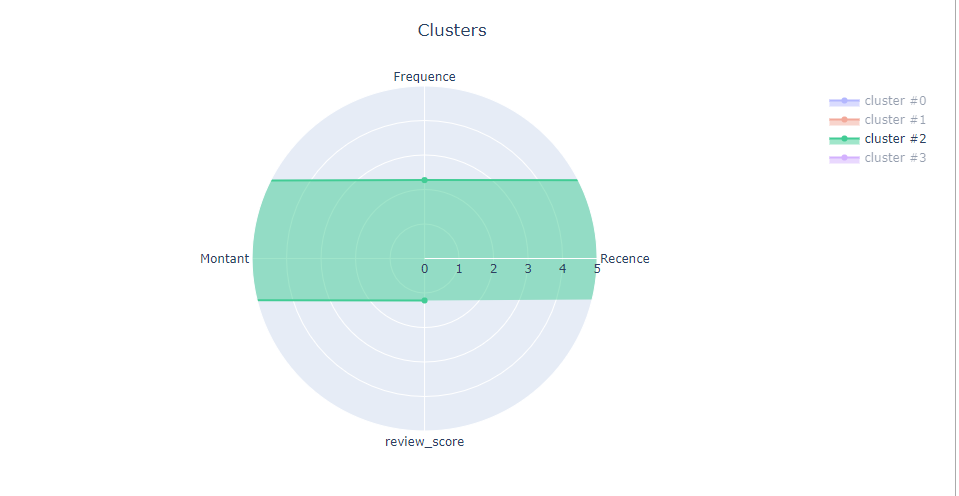 Clusters
Frequence
cluster #0
cluster #1
cluster #2
cluster #3
Montant
Recence
0 1 2 3 4 5
review_score